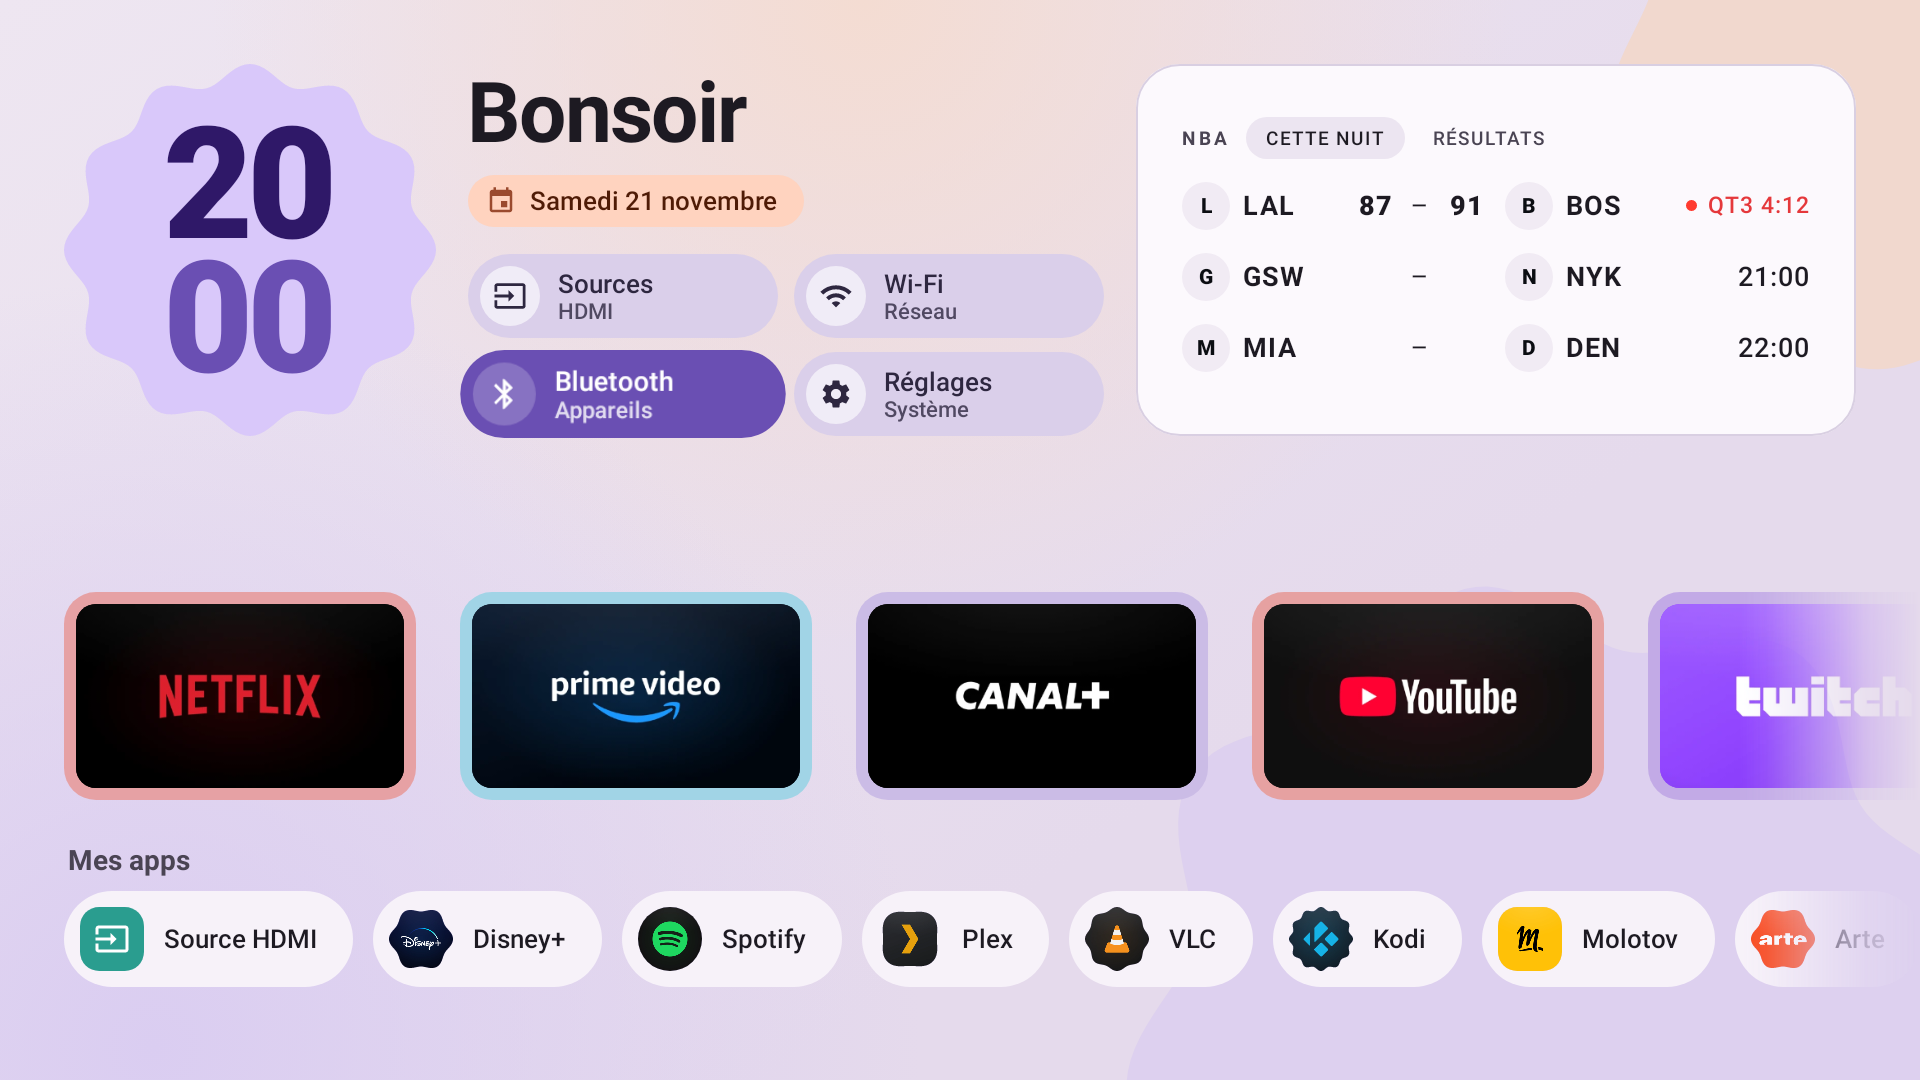 20
00
Bonsoir
Samedi 21 novembre
Sources
HDMI
Wi-Fi
Réseau
Bluetooth
Appareils
Réglages
Système
NBA CETTE NUIT RÉSULTATS
L LAL 87 – 91 B BOS QT3 4:12
G GSW – N NYK 21:00
M MIA – D DEN 22:00
NETFLIX
prime video
CANAL+
YouTube
twitch
Mes apps
Source HDMI
Disney+ Disney+
Spotify
Plex
VLC
Kodi
M. Molotov
arte Arte